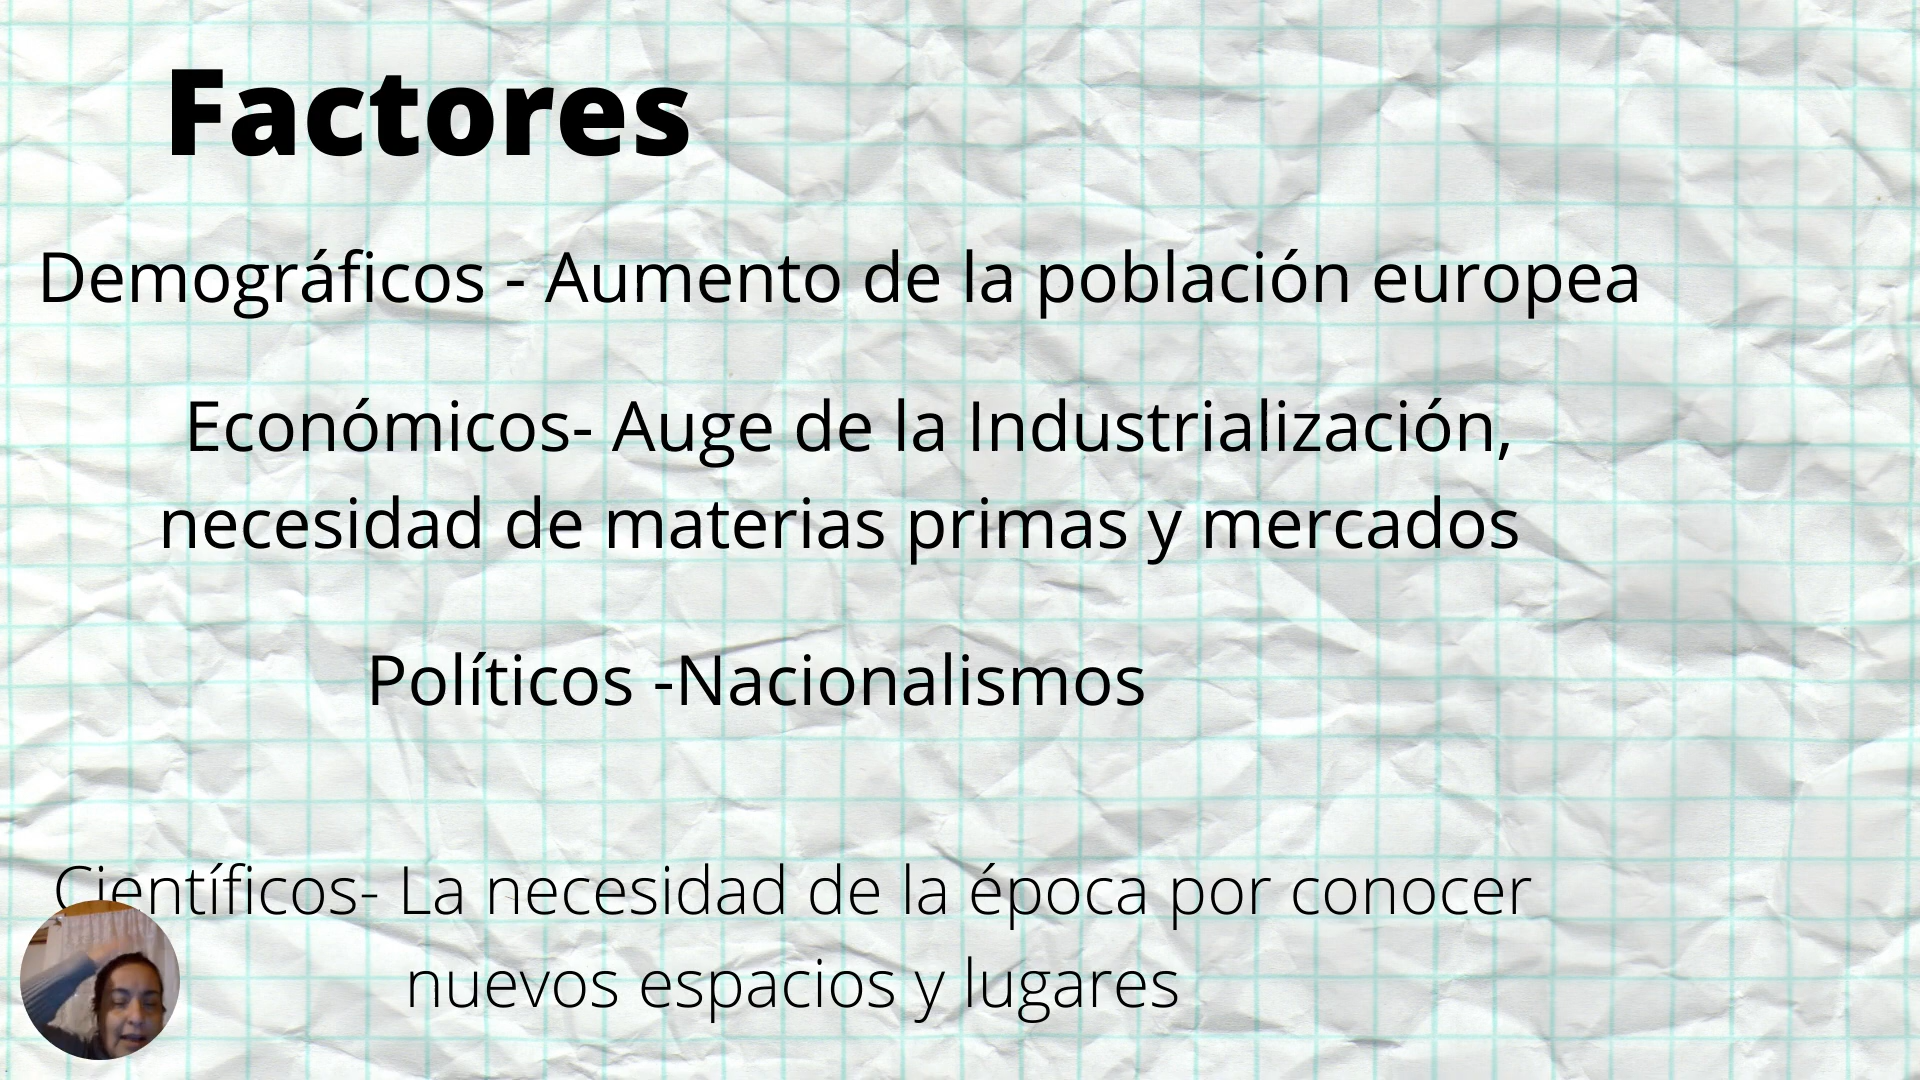 Factores
Demográficos - Aumento de la población europea
Económicos- Auge de la Industrialización,
necesidad de materias primas y mercados
Políticos -Nacionalismos
Científicos- La necesidad de la época por conocer
nuevos espacios y lugares